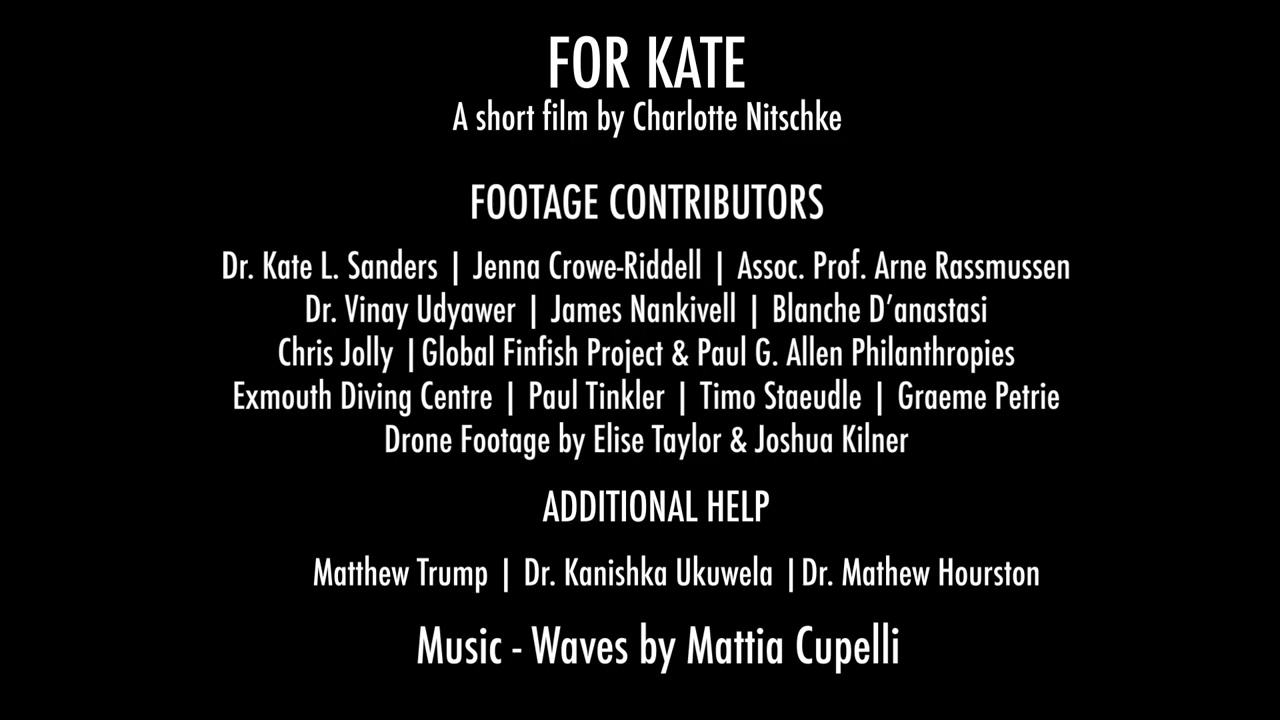 FOR KATE
A short film by Charlotte Nitschke
FOOTAGE CONTRIBUTORS
Dr. Kate L. Sanders | Jenna Crowe-Riddell | Assoc. Prof. Arne Rassmussen
Dr. Vinay Udyawer | James Nankivell | Blanche D’anastasi
Chris Jolly |Global Finfish Project & Paul G. Allen Philanthropies
Exmouth Diving Centre | Paul Tinkler | Timo Staeudle | Graeme Petrie
Drone Footage by Elise Taylor & Joshua Kilner
ADDITIONAL HELP
Matthew Trump | Dr. Kanishka Ukuwela |Dr. Mathew Hourston
Music - Waves by Mattia Cupelli